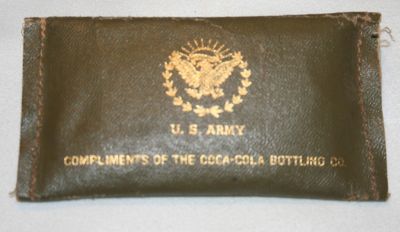 U. S. ARMY
COMPLIMENTS OF THE COCA-COLA BOTTLING CO.